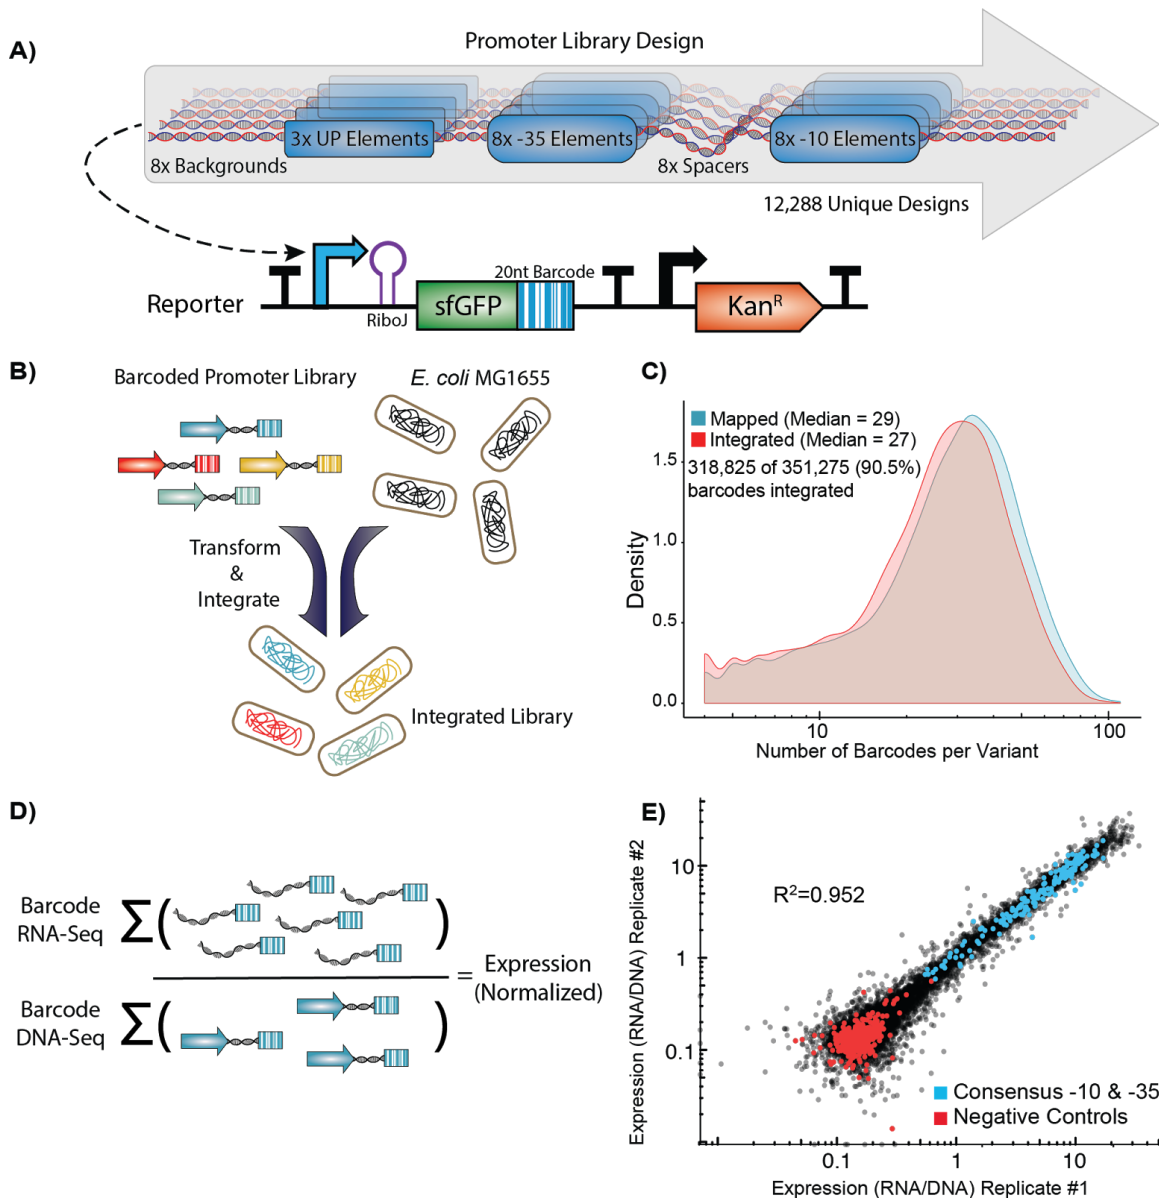 A)
Promoter Library Design
3x UP Elements
8x -35 Elements
8x -10 Elements
8x Backgrounds
8x Spacers
12,288 Unique Designs
Reporter
RiboJ
sfGFP
20nt Barcode
Kan^R
B)
Barcoded Promoter Library
E. coli MG1655
Transform
&
Integrate
Integrated Library
C)
Mapped (Median = 29)
Integrated (Median = 27)
318,825 of 351,275 (90.5%)
barcodes integrated
Density
1.5
1.0
0.5
0.0
10
100
Number of Barcodes per Variant
D)
Barcode
RNA-Seq
Σ
(
)
Barcode
DNA-Seq
Σ
(
)
= Expression
(Normalized)
E)
Expression (RNA/DNA) Replicate #2
10
1
0.1
R²=0.952
Consensus -10 & -35
Negative Controls
0.1
1
10
Expression (RNA/DNA) Replicate #1